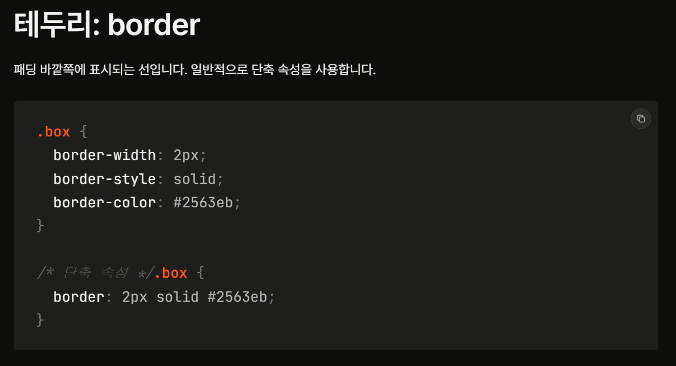 테두리: border
패딩 바깥쪽에 표시되는 선입니다. 일반적으로 단축 속성을 사용합니다.
.box {
  border-width: 2px;
  border-style: solid;
  border-color: #2563eb;
}
/* 단축 속성 */.box {
  border: 2px solid #2563eb;
}